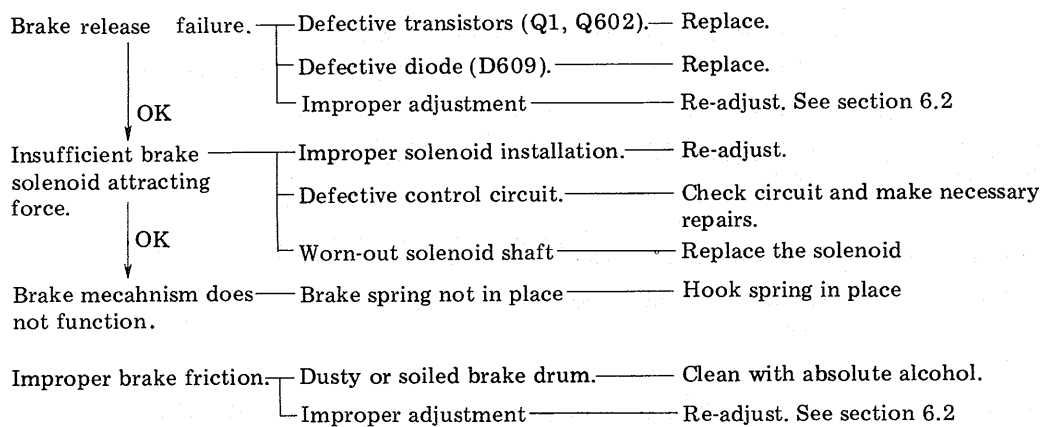 Brake release failure. Defective transistors (Q1, Q602). Replace.
Defective diode (D609). Replace.
Improper adjustment Re-adjust. See section 6.2
OK
Insufficient brake Improper solenoid installation. Re-adjust.
solenoid attracting
force.
Defective control circuit. Check circuit and make necessary
repairs.
OK
Worn-out solenoid shaft Replace the solenoid
Brake mecahnism does Brake spring not in place Hook spring in place
not function.
Improper brake friction. Dusty or soiled brake drum. Clean with absolute alcohol.
Improper adjustment Re-adjust. See section 6.2